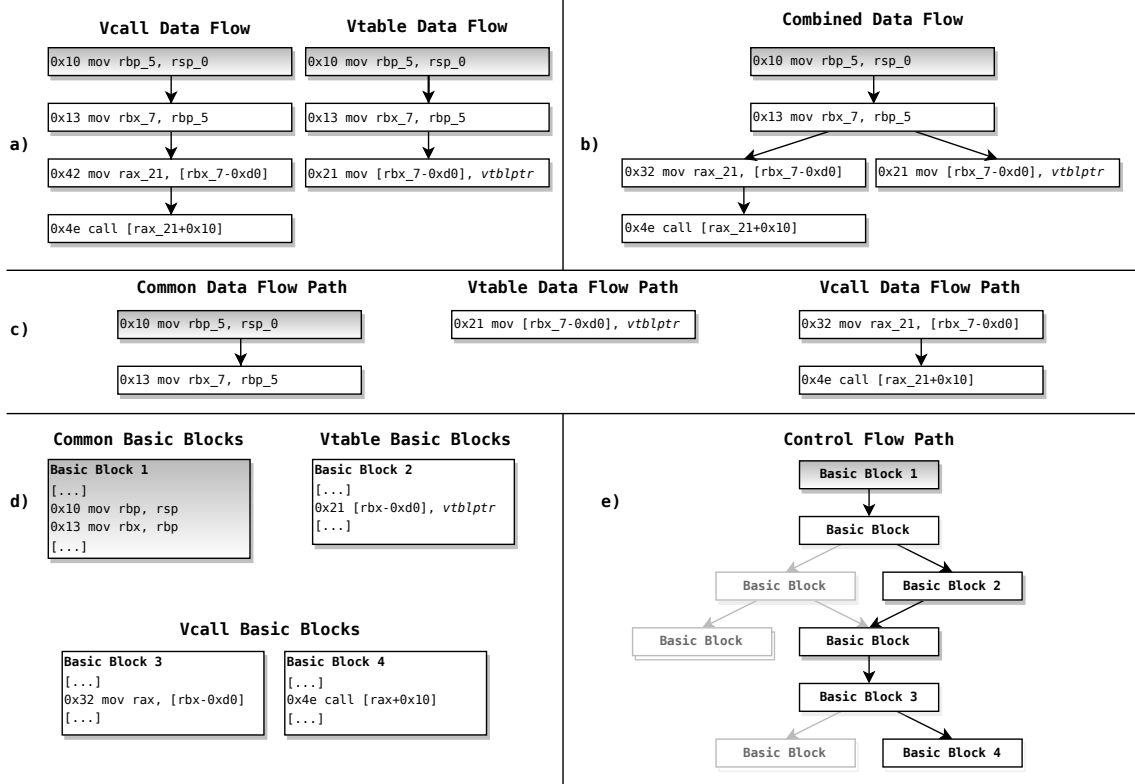 Vcall Data Flow
Vtable Data Flow
a)
0x10 mov rbp_5, rsp_0
0x13 mov rbx_7, rbp_5
0x42 mov rax_21, [rbx_7-0xd0]
0x4e call [rax_21+0x10]
0x10 mov rbp_5, rsp_0
0x13 mov rbx_7, rbp_5
0x21 mov [rbx_7-0xd0], vtblptr
Combined Data Flow
b)
0x10 mov rbp_5, rsp_0
0x13 mov rbx_7, rbp_5
0x32 mov rax_21, [rbx_7-0xd0]
0x21 mov [rbx_7-0xd0], vtblptr
0x4e call [rax_21+0x10]
c)
Common Data Flow Path
0x10 mov rbp_5, rsp_0
0x13 mov rbx_7, rbp_5
Vtable Data Flow Path
0x21 mov [rbx_7-0xd0], vtblptr
Vcall Data Flow Path
0x32 mov rax_21, [rbx_7-0xd0]
0x4e call [rax_21+0x10]
d)
Common Basic Blocks
Basic Block 1
[...]
0x10 mov rbp, rsp
0x13 mov rbx, rbp
[...]
Vtable Basic Blocks
Basic Block 2
[...]
0x21 [rbx-0xd0], vtblptr
[...]
Vcall Basic Blocks
Basic Block 3
[...]
0x32 mov rax, [rbx-0xd0]
[...]
Basic Block 4
[...]
0x4e call [rax+0x10]
[...]
e)
Control Flow Path
Basic Block 1
Basic Block
Basic Block
Basic Block 2
Basic Block
Basic Block
Basic Block 3
Basic Block
Basic Block 4